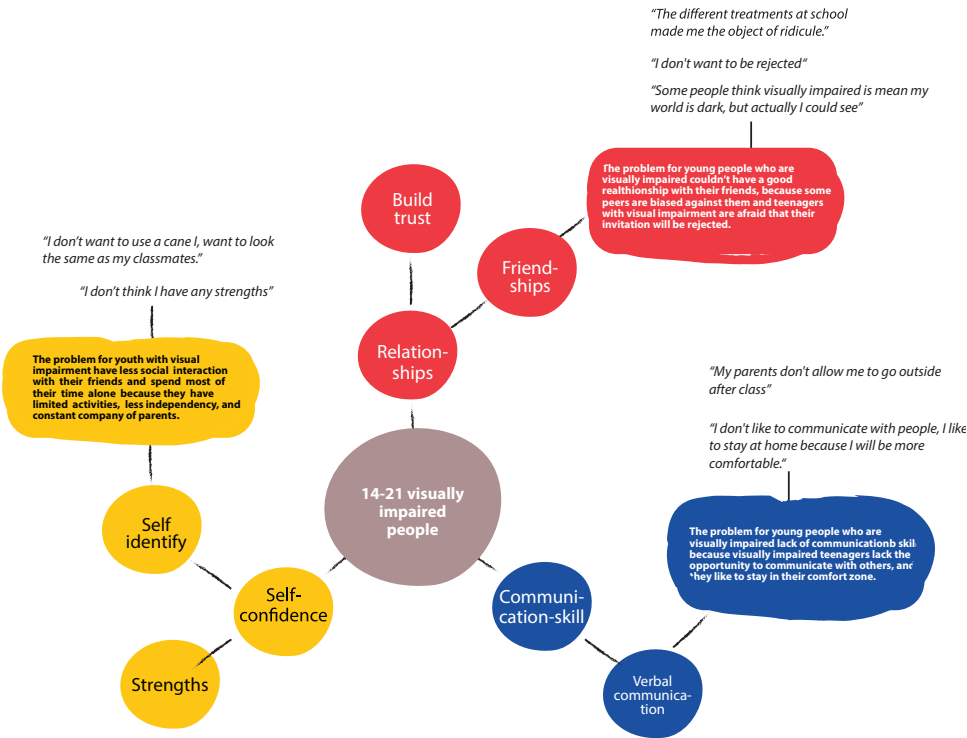 “The different treatments at school
made me the object of ridicule.”
“I don't want to be rejected“
“Some people think visually impaired is mean my
world is dark, but actually I could see”
The problem for young people who are
visually impaired couldn’t have a good
realthionship with their friends, because some
peers are biased against them and teenagers
with visual impairment are afraid that their
invitation will be rejected.
Build
trust
Friend-
ships
Relation-
ships
“I don’t want to use a cane I, want to look
the same as my classmates.”
“I don’t think I have any strengths”
The problem for youth with visual
impairment have less social interaction
with their friends and spend most of
their time alone because they have
limited activities, less independency, and
constant company of parents.
Self
identify
Self-
confidence
Strengths
14-21 visually
impaired
people
“My parents don't allow me to go outside
after class”
“I don't like to communicate with people, I like
to stay at home because I will be more
comfortable.“
The problem for young people who are
visually impaired lack of communicationb skil
because visually impaired teenagers lack the
opportunity to communicate with others, and
they like to stay in their comfort zone.
Communi-
cation-skill
Verbal
communica-
tion